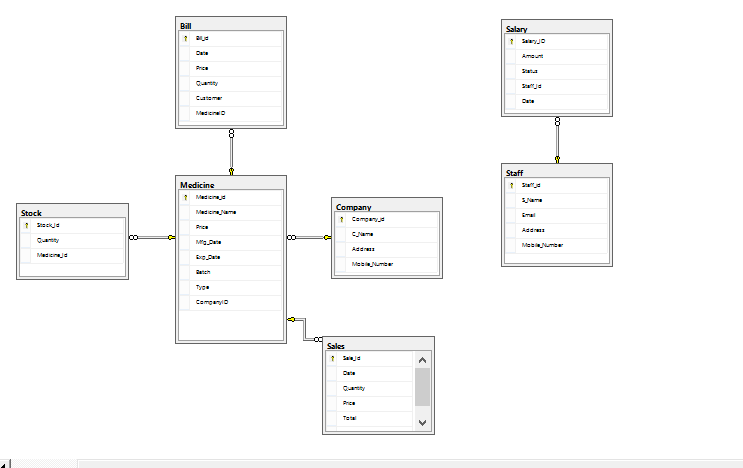 Bill
Bil_id
Date
Price
Quantity
Customer
MedicineID
Salary
Salary_ID
Amount
Status
Staff_id
Date
Medicine
Medicine_id
Medicine_Name
Price
Mfg_Date
Exp_Date
Batch
Type
CompanyID
Staff
Staff_id
S_Name
Email
Address
Mobile_Number
Stock
Stock_id
Quantity
Medicine_id
Company
Company_id
C_Name
Address
Mobile_Number
Sales
Sale_id
Date
Quantity
Price
Total